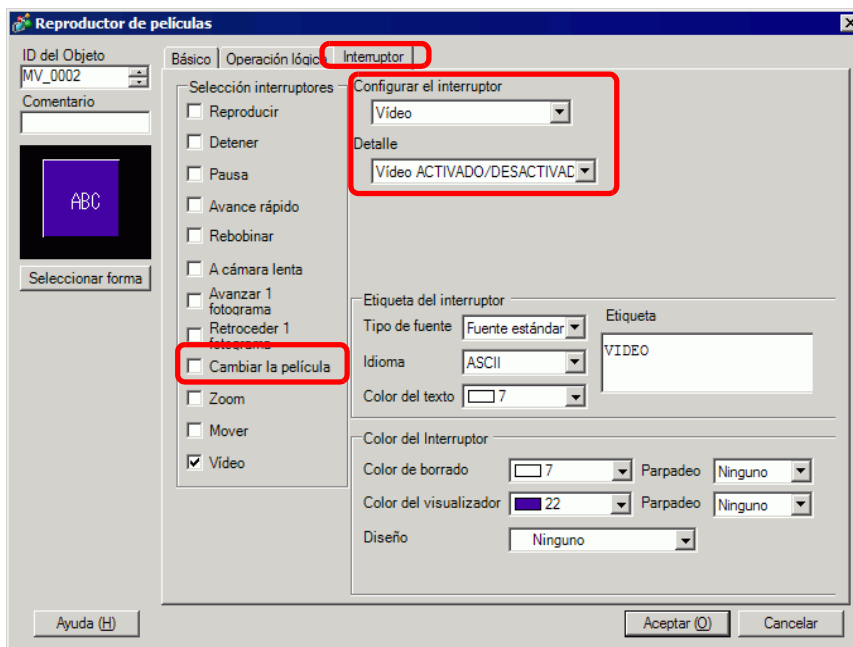 Reproductor de películas
ID del Objeto
MV_0002
Comentario
ABC
Seleccionar forma
Básico
Operación lógica
Interruptor
Selección interruptores
Reproducir
Detener
Pausa
Avance rápido
Rebobinar
A cámara lenta
Avanzar 1
fotograma
Retroceder 1
fotograma
Cambiar la película
Zoom
Mover
Vídeo
Configurar el interruptor
Vídeo
Detalle
Vídeo ACTIVADO/DESACTIVAD
Etiqueta del interruptor
Tipo de fuente
Fuente estándar
Idioma
ASCII
Color del texto
7
Etiqueta
VIDEO
Color del Interruptor
Color de borrado
7
Parpadeo
Ninguno
Color del visualizador
22
Parpadeo
Ninguno
Diseño
Ninguno
Ayuda (H)
Aceptar (O)
Cancelar